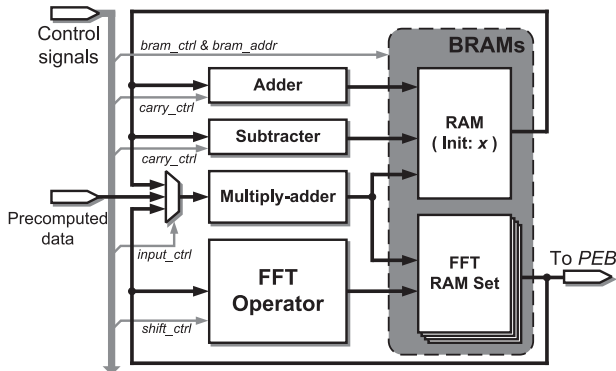 Control
signals
bram_ctrl & bram_addr
BRAMs
Adder
carry_ctrl
RAM
( Init: x )
Subtracter
carry_ctrl
Multiply-adder
Precomputed
data
input_ctrl
FFT
Operator
FFT
RAM Set
To PEB
shift_ctrl